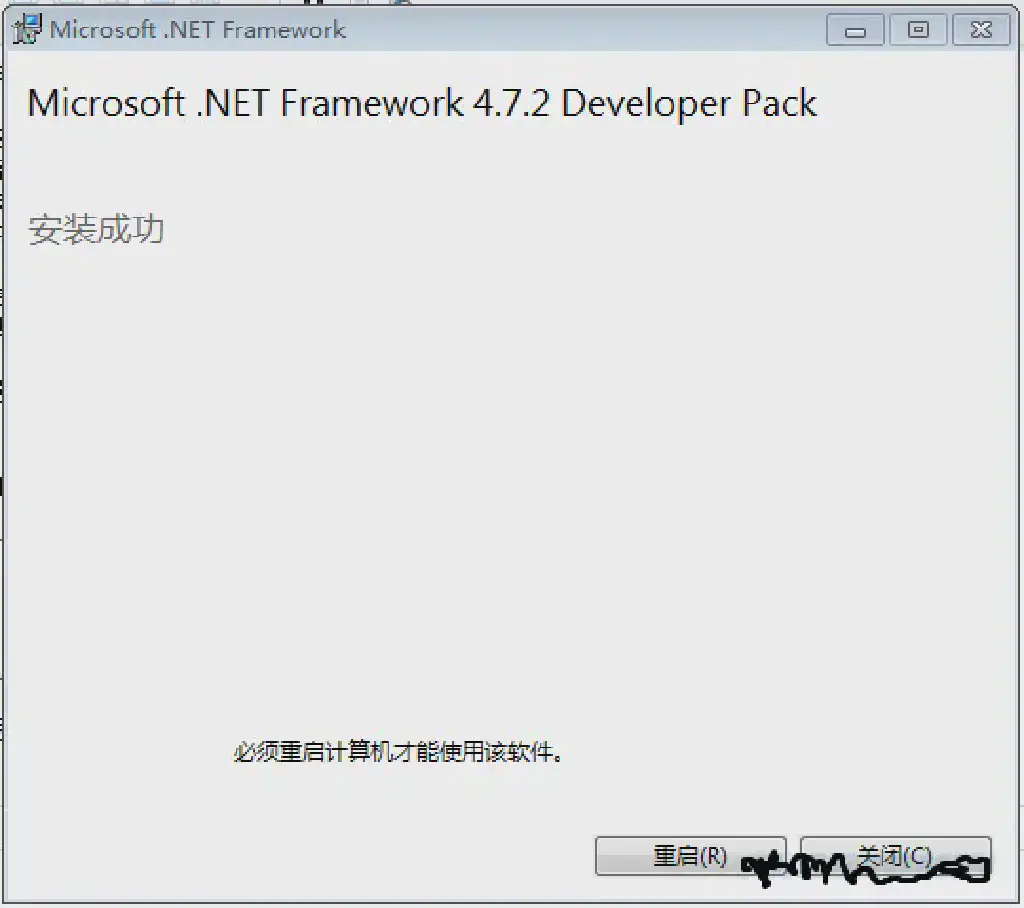 Microsoft .NET Framework
Microsoft .NET Framework 4.7.2 Developer Pack
安装成功
必须重启计算机才能使用该软件。
重启(R)
关闭(C)